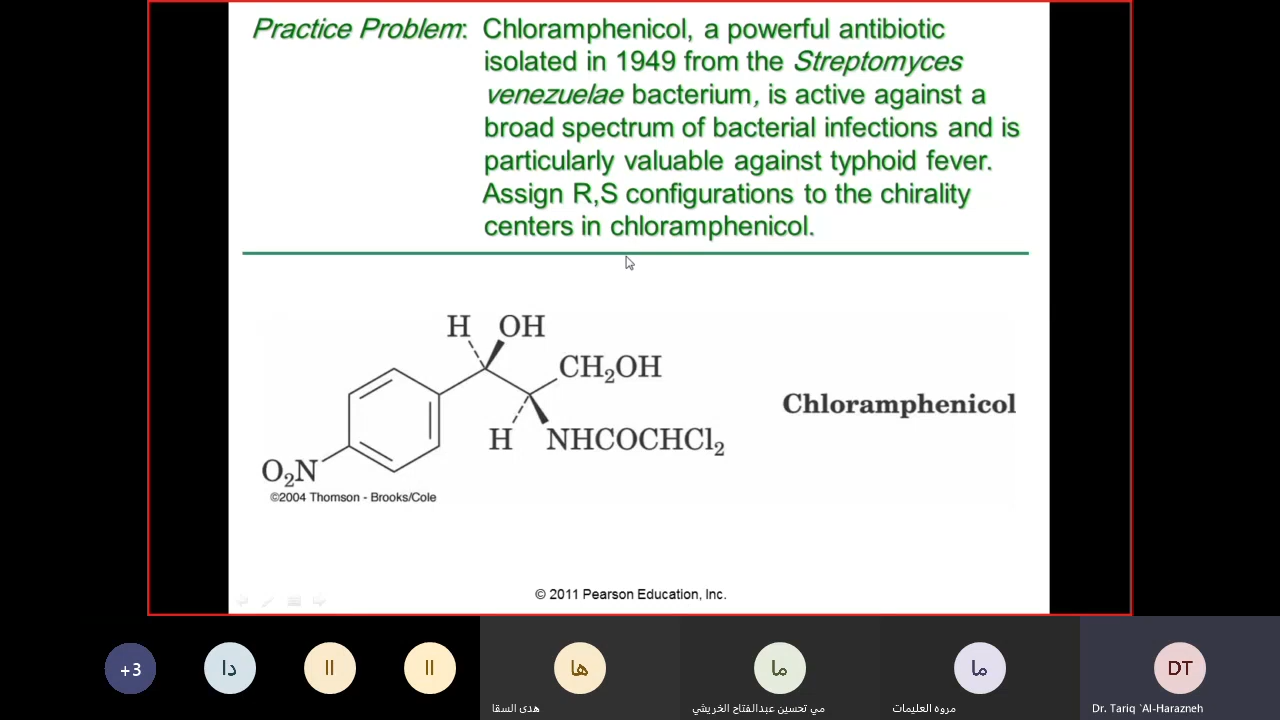 Practice Problem: Chloramphenicol, a powerful antibiotic
isolated in 1949 from the Streptomyces
venezuelae bacterium, is active against a
broad spectrum of bacterial infections and is
particularly valuable against typhoid fever.
Assign R,S configurations to the chirality
centers in chloramphenicol.
H OH
CH₂OH
Chloramphenicol
H NHCOCHCl₂
O₂N
©2004 Thomson - Brooks/Cole
© 2011 Pearson Education, Inc.
+3 دا اا اا ها ما ما DT
هدى السقا مي تحسين عبدالفتاح الخريشي مروه العليمات Dr. Tariq `Al-Harazneh